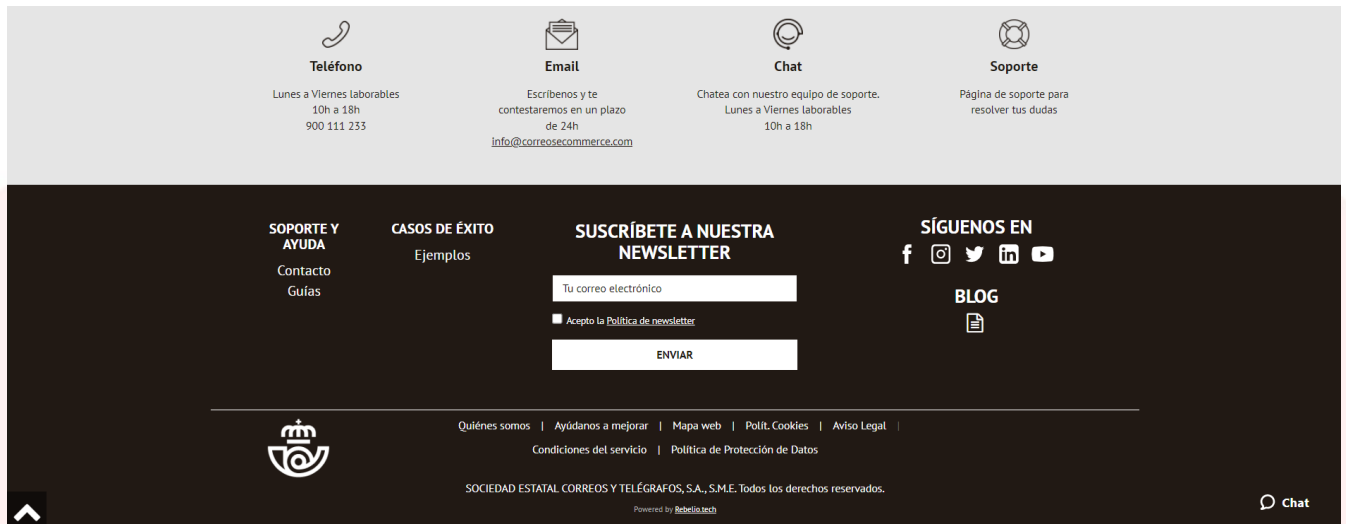 Teléfono
Lunes a Viernes laborables
10h a 18h
900 111 233
Email
Escríbenos y te
contestaremos en un plazo
de 24h
info@correosecommerce.com
Chat
Chatea con nuestro equipo de soporte.
Lunes a Viernes laborables
10h a 18h
Soporte
Página de soporte para
resolver tus dudas
SOPORTE Y
AYUDA
Contacto
Guías
CASOS DE ÉXITO
Ejemplos
SUSCRÍBETE A NUESTRA
NEWSLETTER
Tu correo electrónico
Acepto la Política de newsletter
ENVIAR
SÍGUENOS EN
BLOG
Quiénes somos | Ayúdanos a mejorar | Mapa web | Polít. Cookies | Aviso Legal |
Condiciones del servicio | Política de Protección de Datos
SOCIEDAD ESTATAL CORREOS Y TELÉGRAFOS, S.A., S.M.E. Todos los derechos reservados.
Powered by Rebelio.tech
Chat